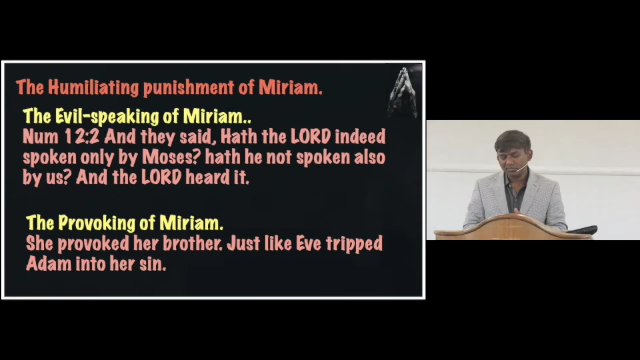 The Humiliating punishment of Miriam.
The Evil-speaking of Miriam..
Num 12:2 And they said, Hath the LORD indeed
spoken only by Moses? hath he not spoken also
by us? And the LORD heard it.
The Provoking of Miriam.
She provoked her brother. Just like Eve tripped
Adam into her sin.